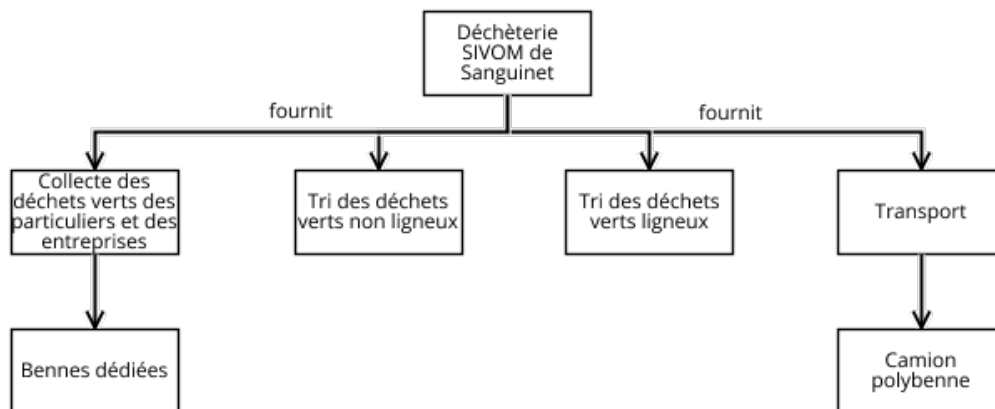 Déchèterie
SIVOM de
Sanguinet
fournit
fournit
Collecte des
déchets verts des
particuliers et des
entreprises
Tri des déchets
verts non ligneux
Tri des déchets
verts ligneux
Transport
Bennes dédiées
Camion
polybenne